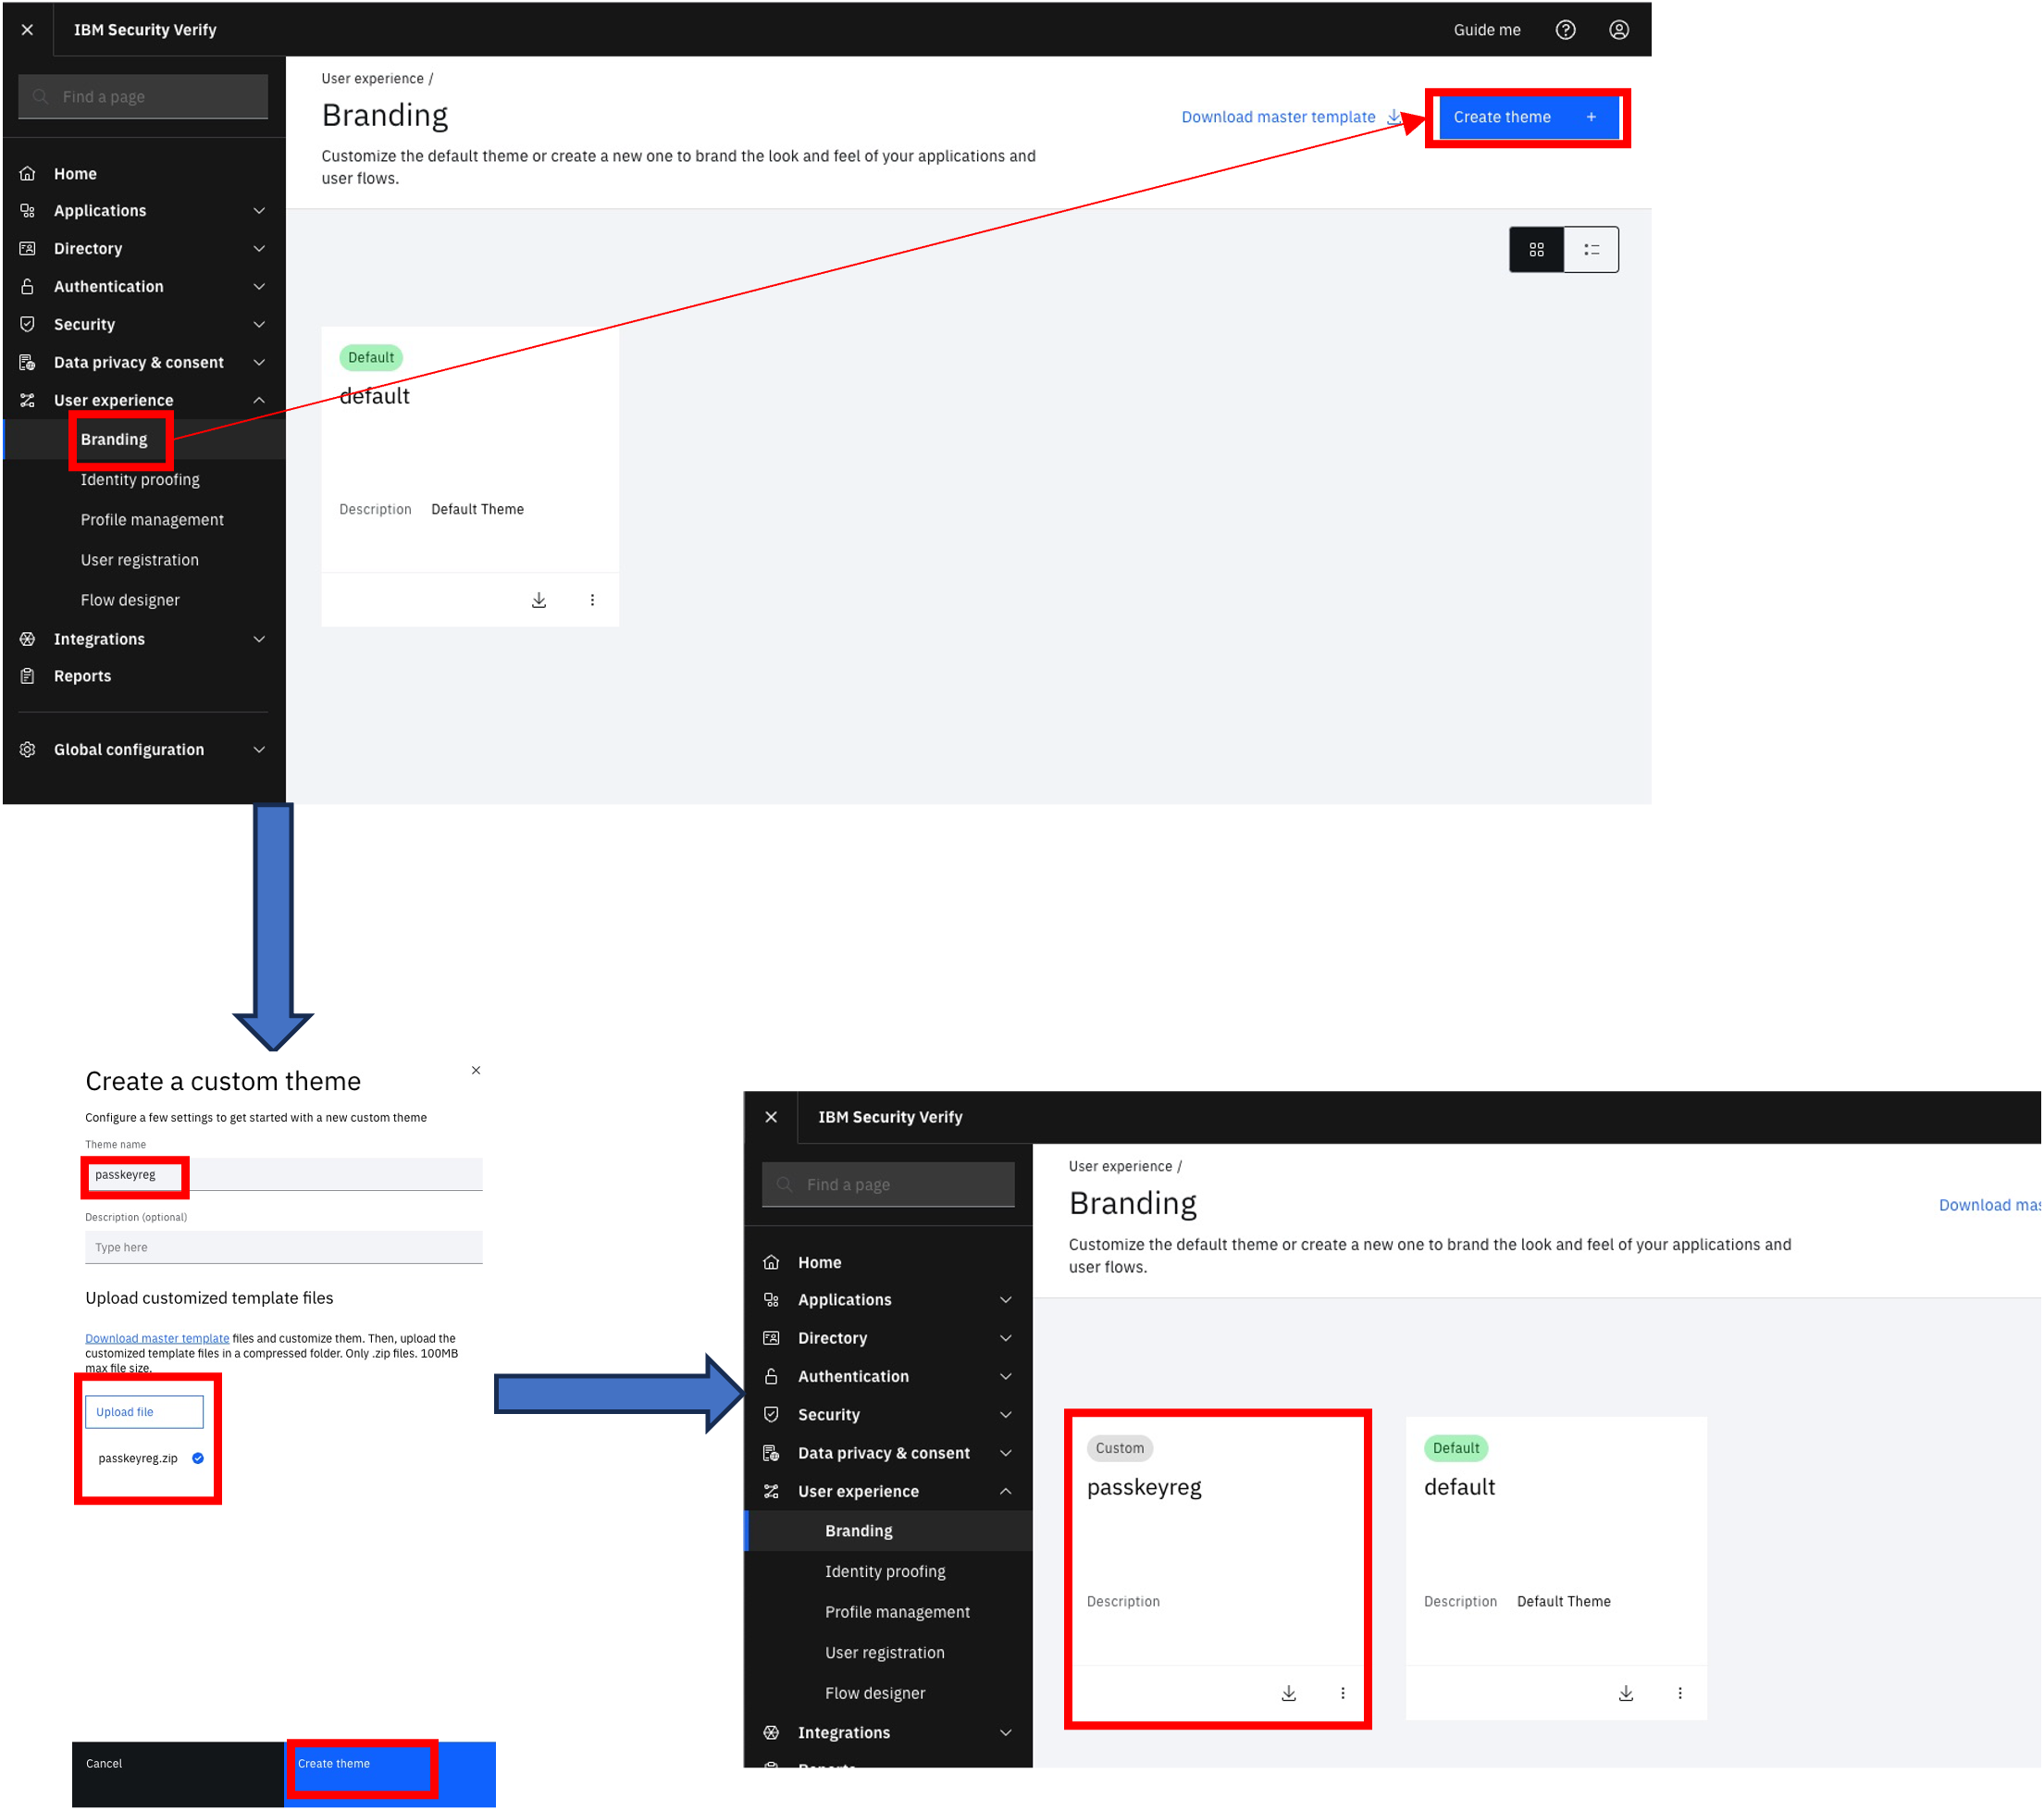 IBM Security Verify
Guide me
Find a page
Home
Applications
Directory
Authentication
Security
Data privacy & consent
User experience
Branding
Identity proofing
Profile management
User registration
Flow designer
Integrations
Reports
Global configuration
User experience /
Branding
Customize the default theme or create a new one to brand the look and feel of your applications and
user flows.
Download master template
Create theme +
Default
default
Description Default Theme
Create a custom theme
Configure a few settings to get started with a new custom theme
Theme name
passkeyreg
Description (optional)
Type here
Upload customized template files
Download master template files and customize them. Then, upload the
customized template files in a compressed folder. Only .zip files. 100MB
max file size.
Upload file
passkeyreg.zip
Cancel
Create theme
IBM Security Verify
Find a page
Home
Applications
Directory
Authentication
Security
Data privacy & consent
User experience
Branding
Identity proofing
Profile management
User registration
Flow designer
Integrations
Reports
User experience /
Branding
Customize the default theme or create a new one to brand the look and feel of your applications and
user flows.
Download mas
Custom
passkeyreg
Description
Default
default
Description Default Theme